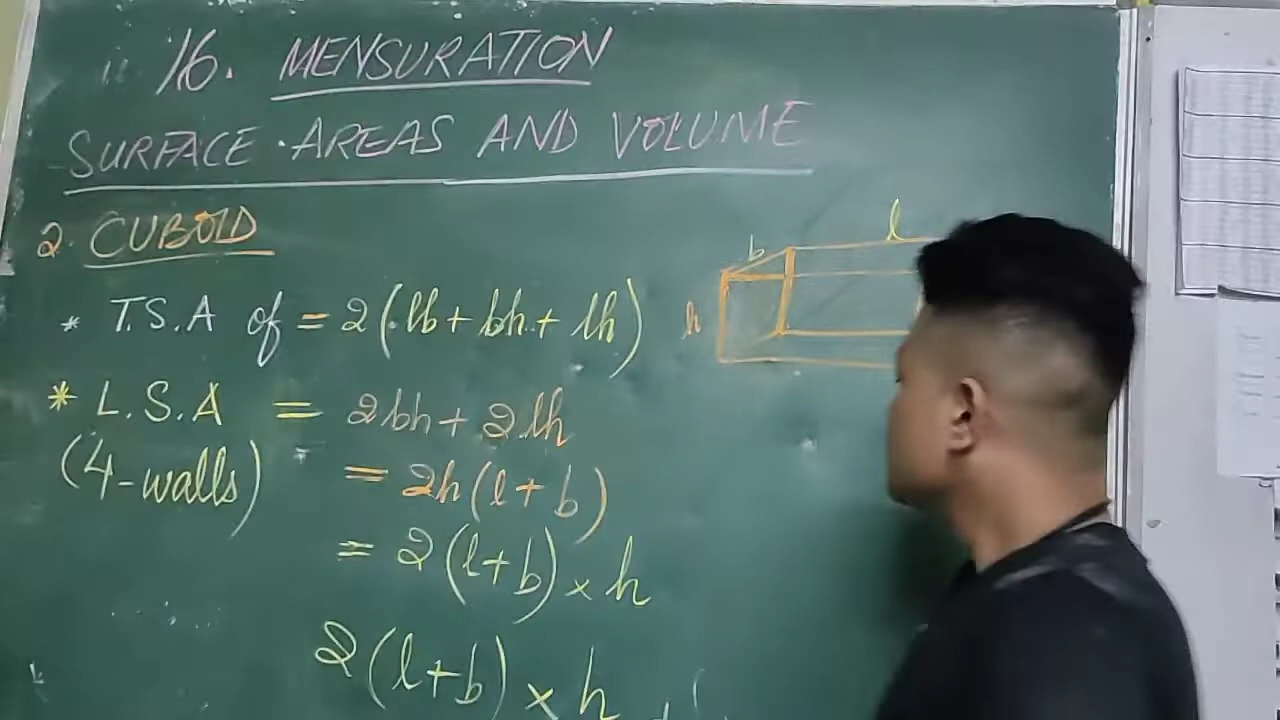 16. MENSURATION
SURFACE AREAS AND VOLUME
2. CUBOID
l
b
h
* T.S.A of = 2(lb + bh + lh)
* L.S.A = 2bh + 2lh
(4-walls) = 2h(l + b)
= 2(l+b) × h
2(l+b) × h